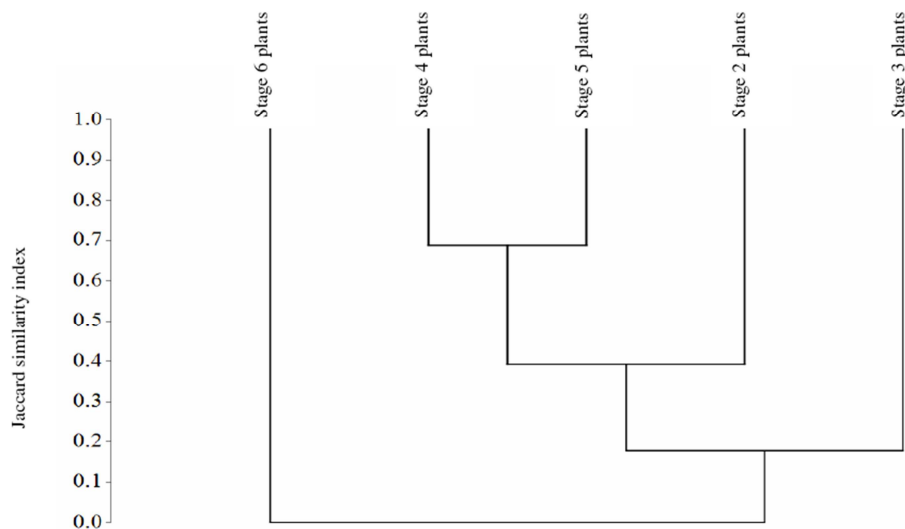 Stage 6 plants
Stage 4 plants
Stage 5 plants
Stage 2 plants
Stage 3 plants
1.0
0.9
0.8
0.7
0.6
0.5
0.4
0.3
0.2
0.1
0.0
Jaccard similarity index